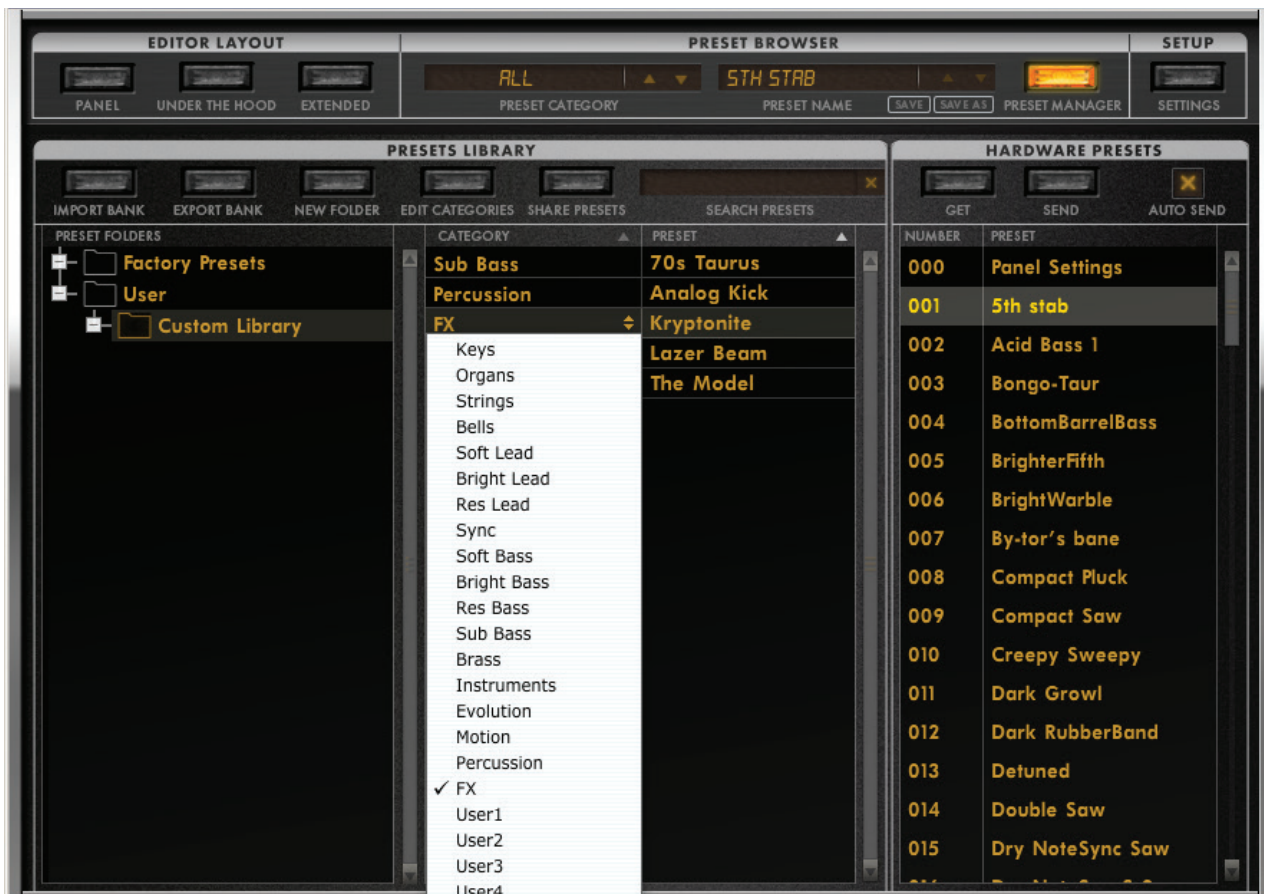 EDITOR LAYOUT
PRESET BROWSER
SETUP
ALL
5TH STAB
PANEL
UNDER THE HOOD
EXTENDED
PRESET CATEGORY
PRESET NAME
SAVE
SAVE AS
PRESET MANAGER
SETTINGS
PRESETS LIBRARY
IMPORT BANK
EXPORT BANK
NEW FOLDER
EDIT CATEGORIES
SHARE PRESETS
SEARCH PRESETS
PRESET FOLDERS
Factory Presets
User
Custom Library
CATEGORY
PRESET
Sub Bass
70s Taurus
Percussion
Analog Kick
FX
Kryptonite
Lazer Beam
The Model
Keys
Organs
Strings
Bells
Soft Lead
Bright Lead
Res Lead
Sync
Soft Bass
Bright Bass
Res Bass
Sub Bass
Brass
Instruments
Evolution
Motion
Percussion
✓ FX
User1
User2
User3
User4
HARDWARE PRESETS
GET
SEND
AUTO SEND
NUMBER
PRESET
000 Panel Settings
001 5th stab
002 Acid Bass 1
003 Bongo-Taur
004 BottomBarrelBass
005 BrighterFifth
006 BrightWarble
007 By-tor's bane
008 Compact Pluck
009 Compact Saw
010 Creepy Sweepy
011 Dark Growl
012 Dark RubberBand
013 Detuned
014 Double Saw
015 Dry NoteSync Saw